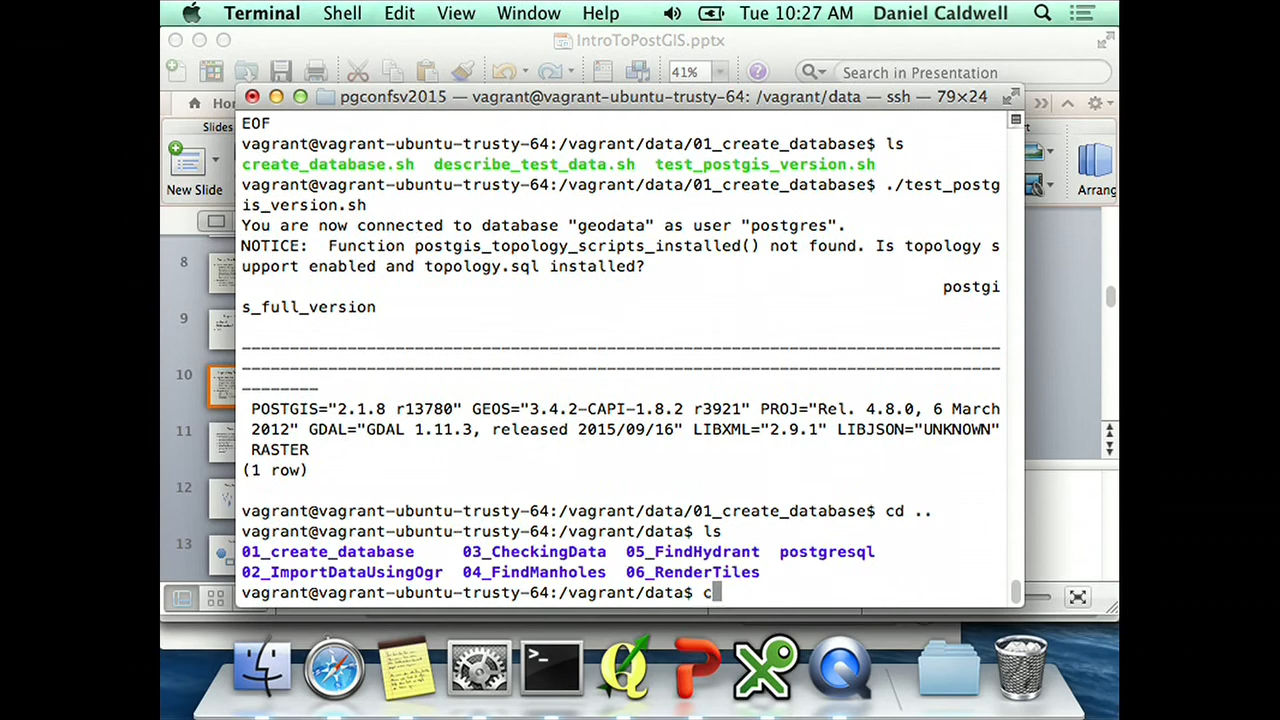 Terminal Shell Edit View Window Help Tue 10:27 AM Daniel Caldwell
IntroToPostGIS.pptx
41% Search in Presentation
pgconfsv2015 — vagrant@vagrant-ubuntu-trusty-64: /vagrant/data — ssh — 79×24
Slides
New Slide
Arrang
8
9
10
11
12
13
EOF
vagrant@vagrant-ubuntu-trusty-64:/vagrant/data/01_create_database$ ls
create_database.sh describe_test_data.sh test_postgis_version.sh
vagrant@vagrant-ubuntu-trusty-64:/vagrant/data/01_create_database$ ./test_postg
is_version.sh
You are now connected to database "geodata" as user "postgres".
NOTICE: Function postgis_topology_scripts_installed() not found. Is topology s
upport enabled and topology.sql installed?
postgi
s_full_version
-------------------------------------------------------------------------------
-------------------------------------------------------------------------------
--------
POSTGIS="2.1.8 r13780" GEOS="3.4.2-CAPI-1.8.2 r3921" PROJ="Rel. 4.8.0, 6 March
2012" GDAL="GDAL 1.11.3, released 2015/09/16" LIBXML="2.9.1" LIBJSON="UNKNOWN"
RASTER
(1 row)
vagrant@vagrant-ubuntu-trusty-64:/vagrant/data/01_create_database$ cd ..
vagrant@vagrant-ubuntu-trusty-64:/vagrant/data$ ls
01_create_database 03_CheckingData 05_FindHydrant postgresql
02_ImportDataUsingOgr 04_FindManholes 06_RenderTiles
vagrant@vagrant-ubuntu-trusty-64:/vagrant/data$ c